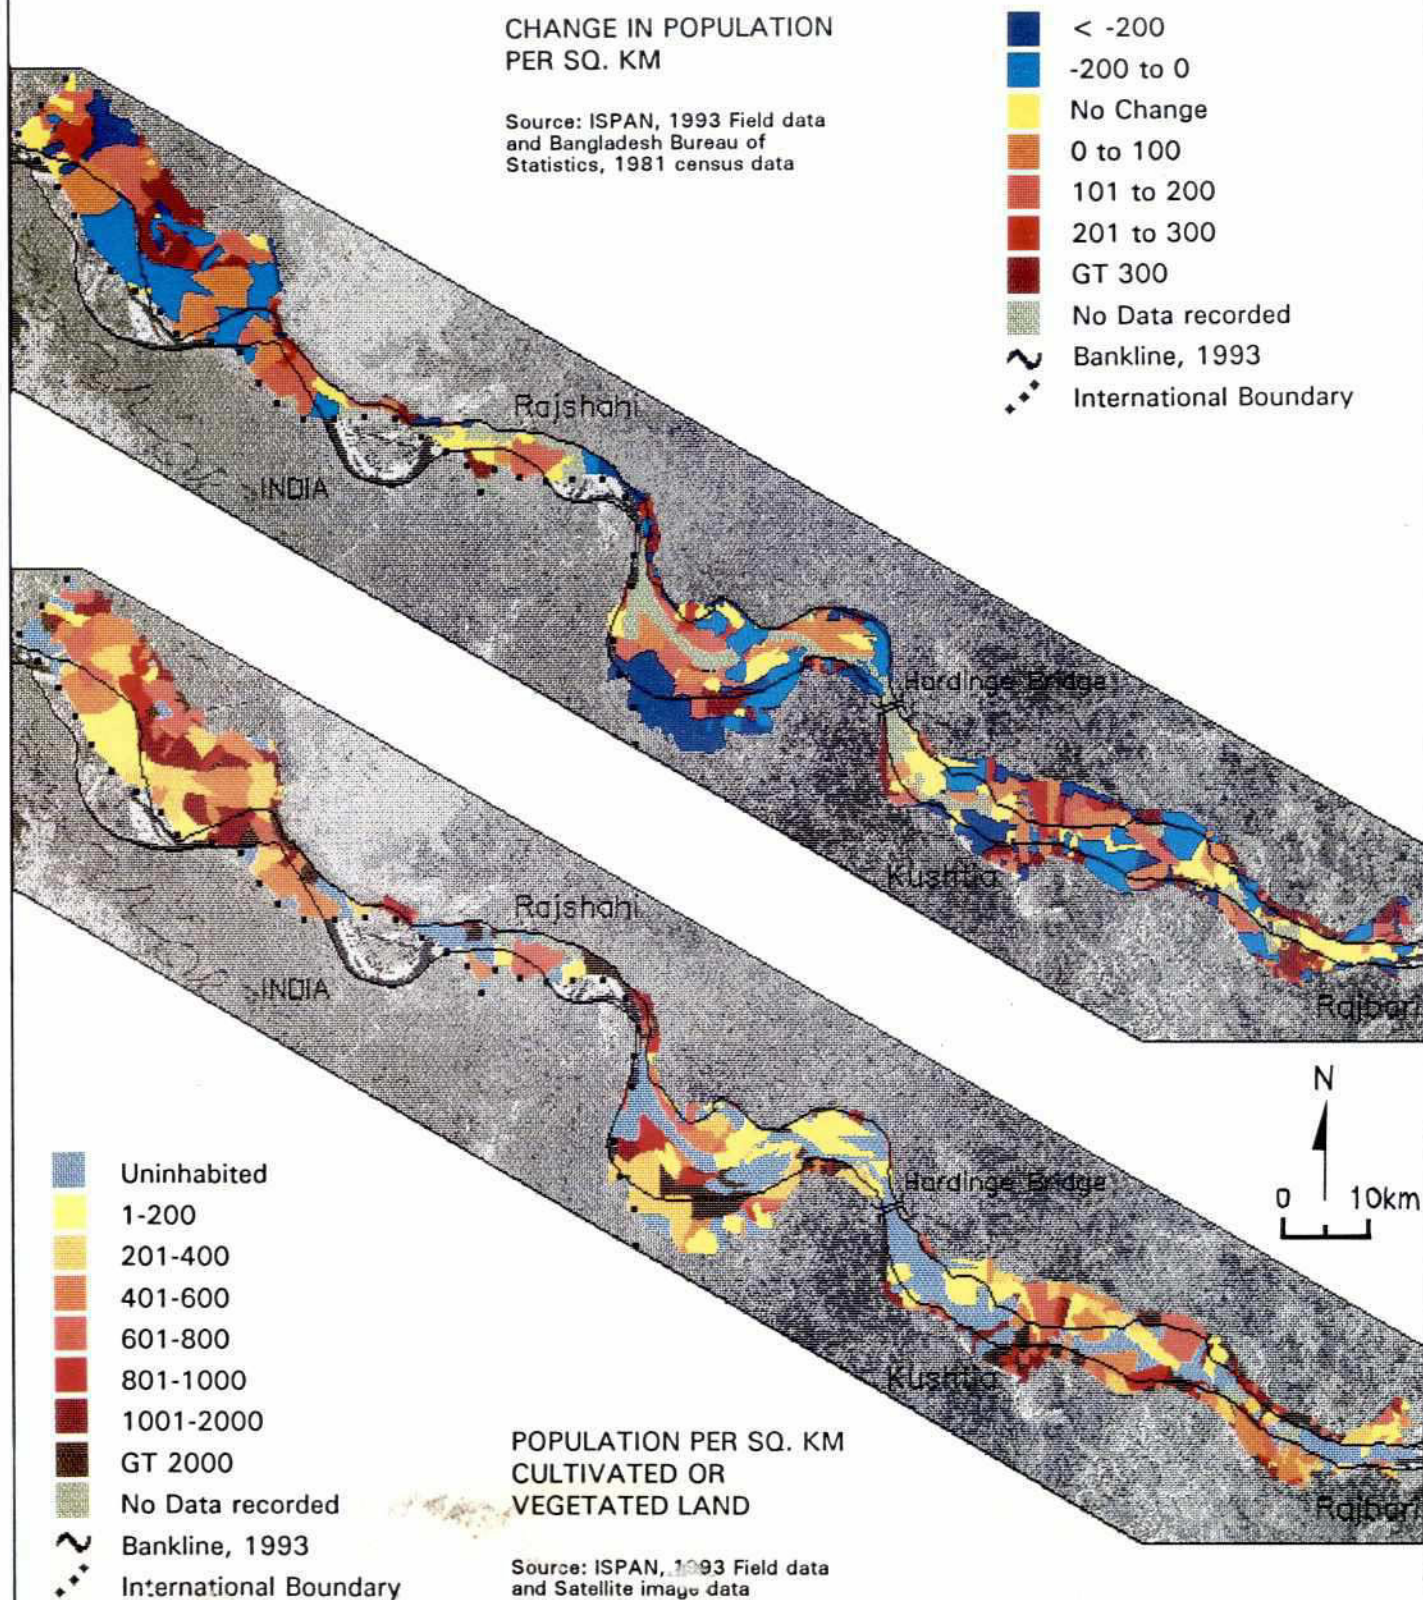 CHANGE IN POPULATION
PER SQ. KM
Source: ISPAN, 1993 Field data
and Bangladesh Bureau of
Statistics, 1981 census data
< -200
-200 to 0
No Change
0 to 100
101 to 200
201 to 300
GT 300
No Data recorded
Bankline, 1993
International Boundary
Rajshahi
INDIA
Hardinge Bridge
Kushtia
Rajbari
N
0 10km
Rajshahi
INDIA
Hardinge Bridge
Kushtia
Rajbari
Uninhabited
1-200
201-400
401-600
601-800
801-1000
1001-2000
GT 2000
No Data recorded
Bankline, 1993
International Boundary
POPULATION PER SQ. KM
CULTIVATED OR
VEGETATED LAND
Source: ISPAN, 1993 Field data
and Satellite image data